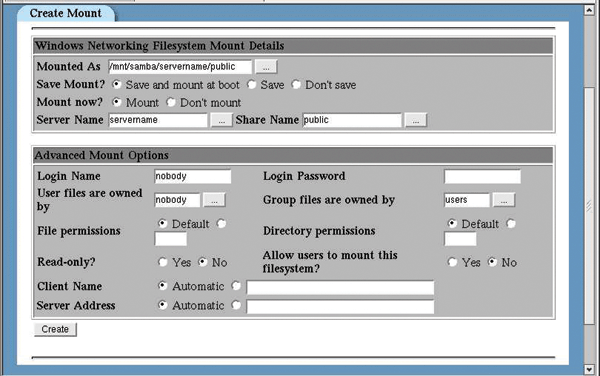 Create Mount
Windows Networking Filesystem Mount Details
Mounted As /mnt/samba/servername/public ...
Save Mount? Save and mount at boot Save Don't save
Mount now? Mount Don't mount
Server Name servername ... Share Name public ...
Advanced Mount Options
Login Name nobody Login Password
User files are owned by nobody ... Group files are owned by users ...
File permissions Default Directory permissions Default
Read-only? Yes No Allow users to mount this filesystem? Yes No
Client Name Automatic
Server Address Automatic
Create